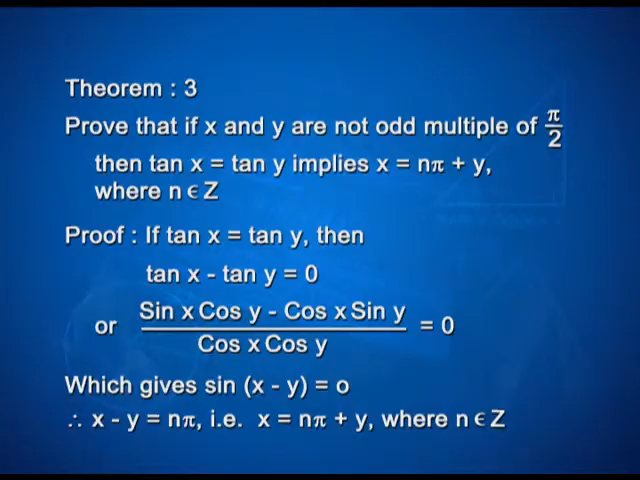 Theorem : 3
Prove that if x and y are not odd multiple of π/2
then tan x = tan y implies x = nπ + y,
where n ϵ Z
Proof : If tan x = tan y, then
tan x - tan y = 0
or (Sin x Cos y - Cos x Sin y)/(Cos x Cos y) = 0
Which gives sin (x - y) = o
∴ x - y = nπ, i.e. x = nπ + y, where n ϵ Z